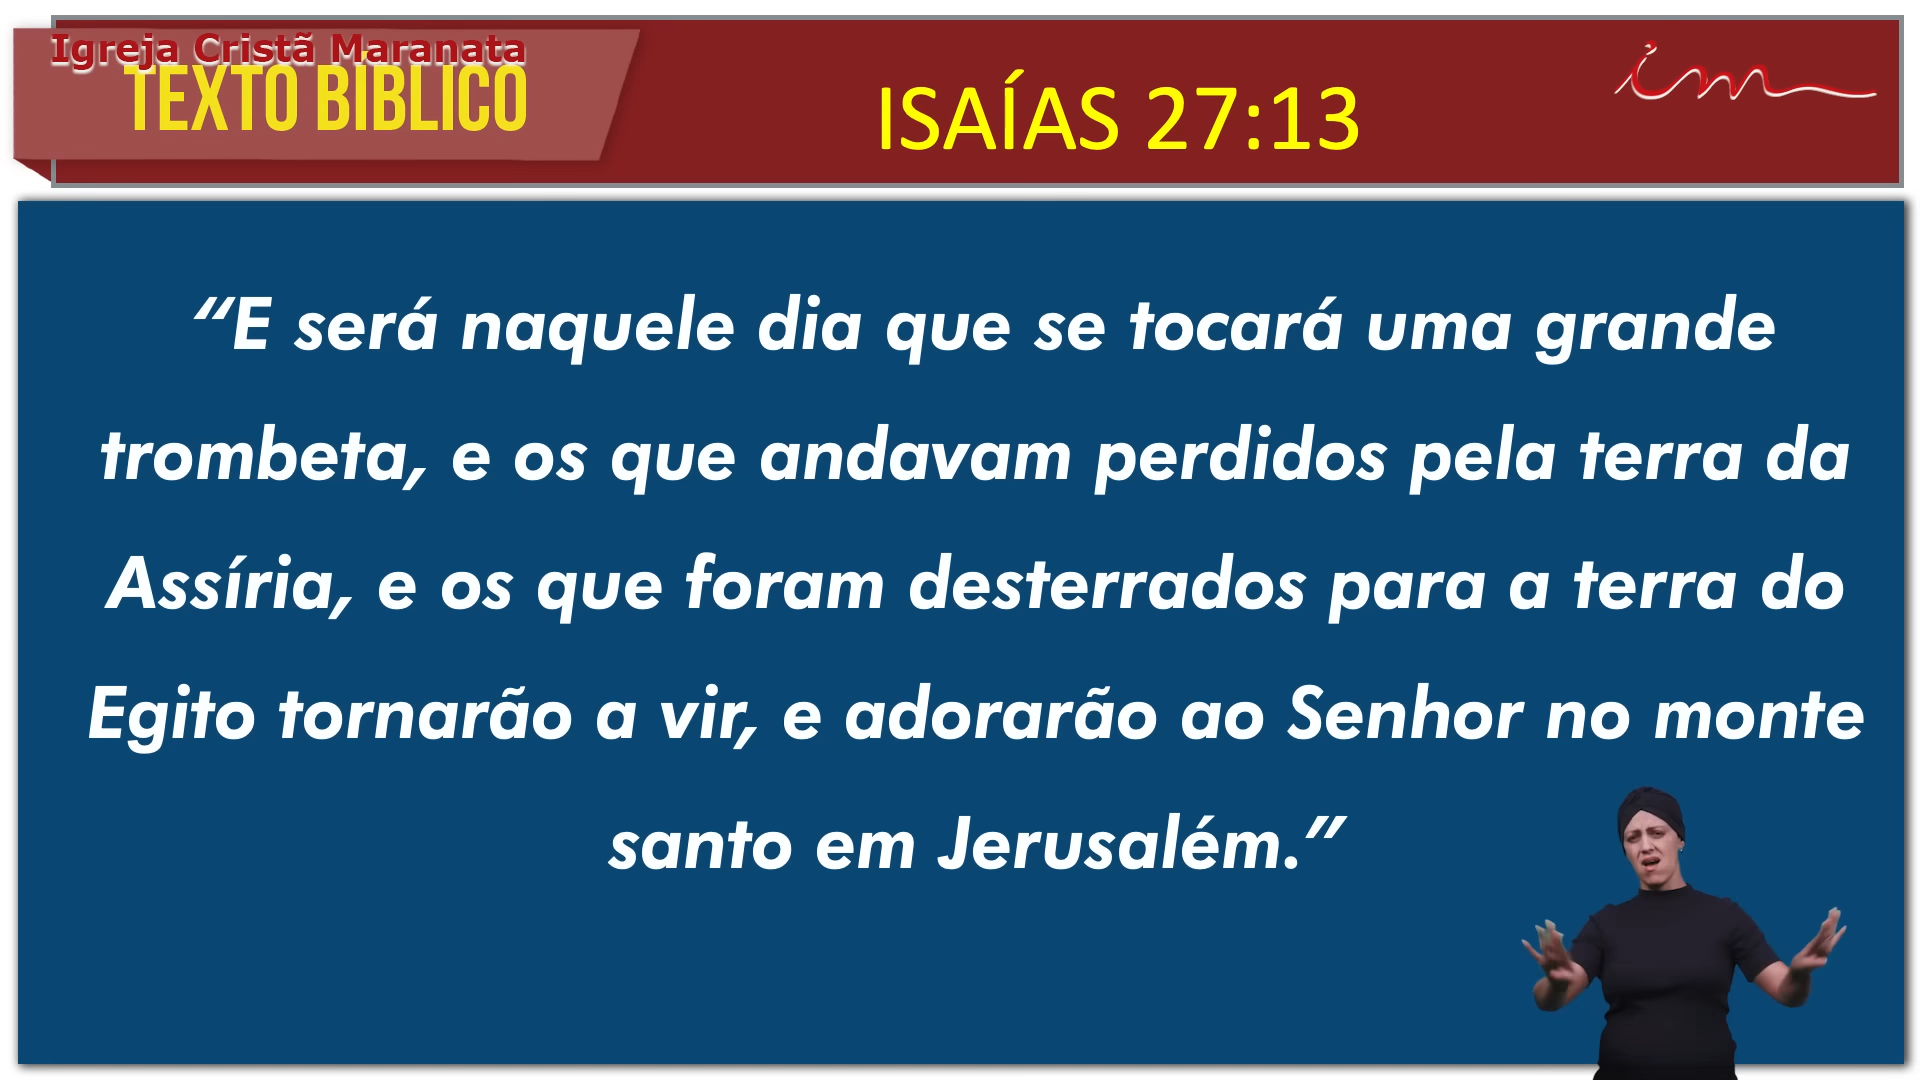 Igreja Cristã Maranata
TEXTO BÍBLICO
ISAÍAS 27:13
im
“E será naquele dia que se tocará uma grande
trombeta, e os que andavam perdidos pela terra da
Assíria, e os que foram desterrados para a terra do
Egito tornarão a vir, e adorarão ao Senhor no monte
santo em Jerusalém.”